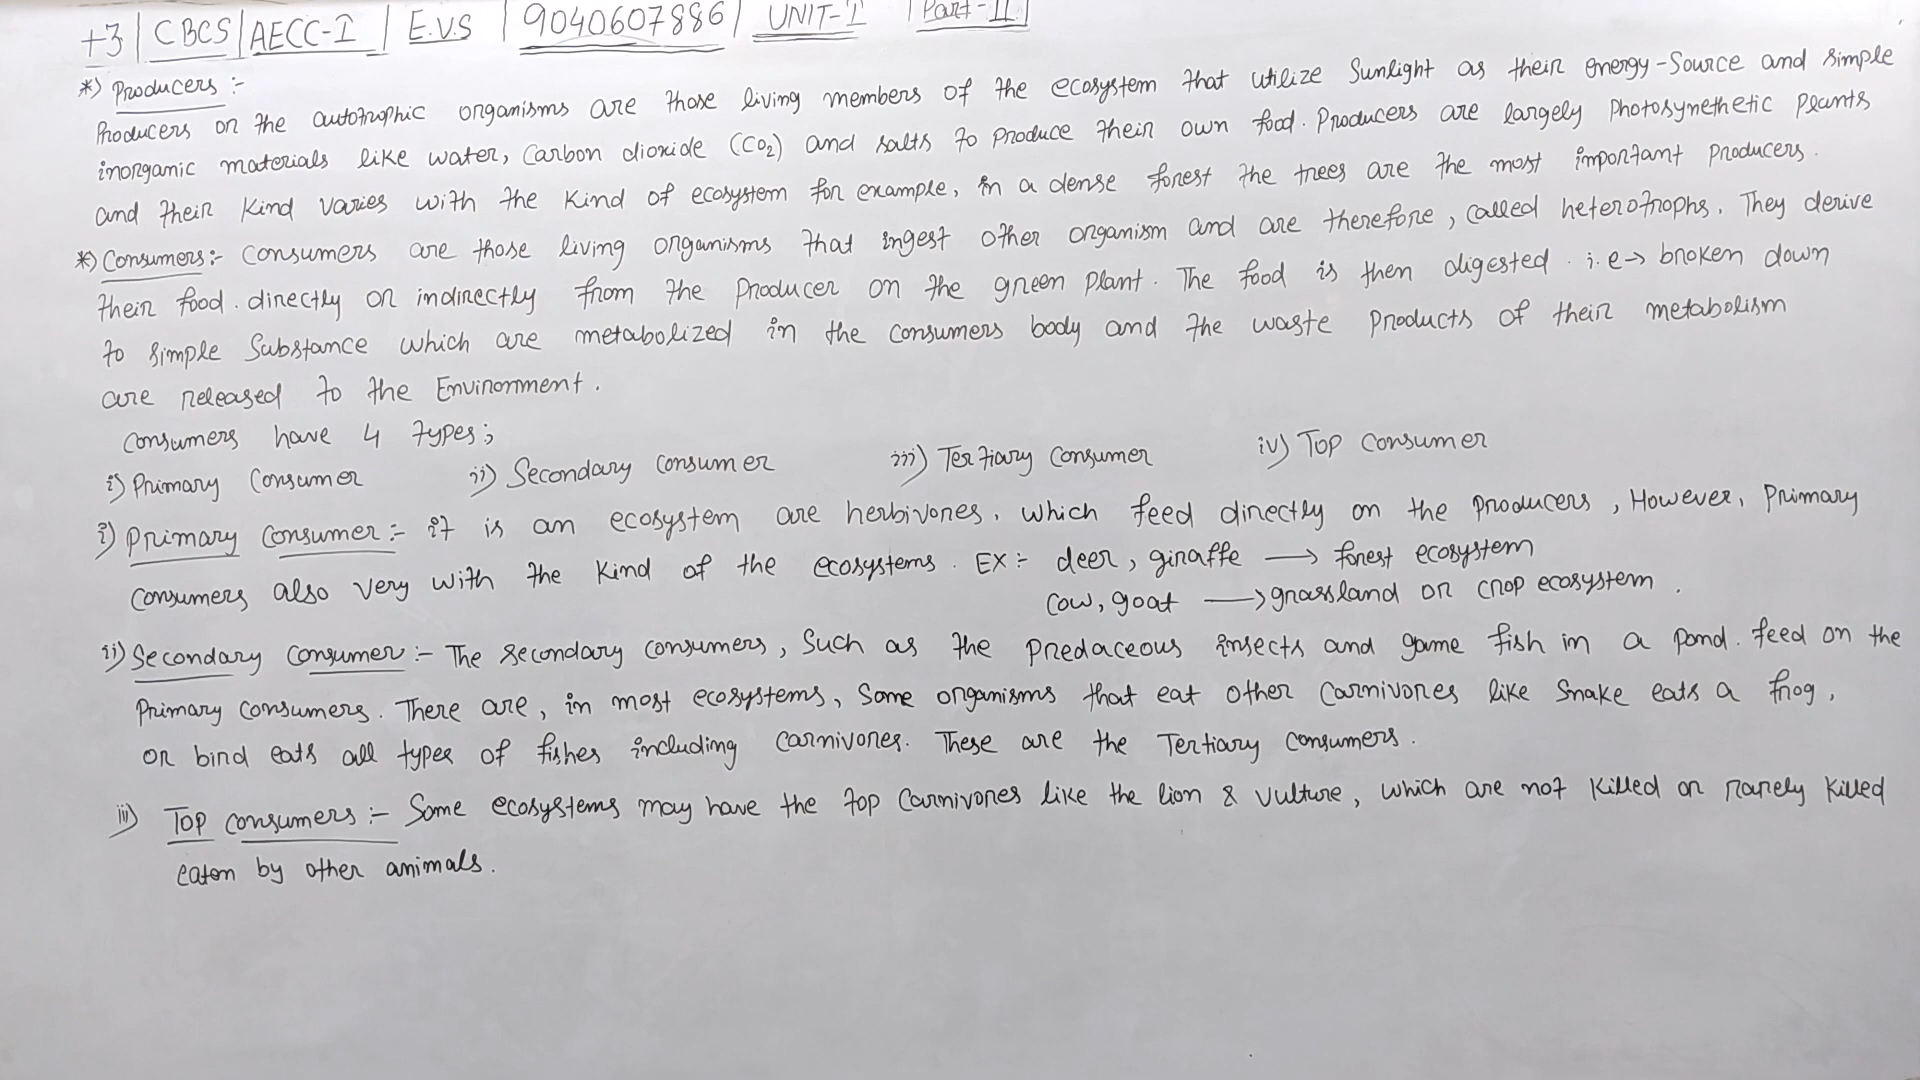 +3 | CBCS | AECC-I | E.V.S | 9040607886 | UNIT-I | Part-II |
*) Producers :-
Producers or the autotrophic organisms are those living members of the ecosystem that utilize Sunlight as their energy-Source and simple
inorganic materials like water, Carbon dioxide (CO2) and salts to produce their own food. Producers are largely Photosynethetic Plants
and their Kind varies with the Kind of ecosystem for example, in a dense forest the trees are the most important Producers.
*) Consumers :- Consumers are those living organisms that ingest other organism and are therefore, called heterotrophs. They derive
their food. directly or indirectly from the Producer or the green Plant. The food is then digested. i.e → broken down
to simple Substance which are metabolized in the consumers body and the waste Products of their metabolism
are released to the Environment.
Consumers have 4 types;
i) Primary Consumer ii) Secondary Consumer iii) Tertiary Consumer iv) Top Consumer
i) Primary Consumer :- it is an ecosystem are herbivores. which feed directly on the Producers, However, Primary
Consumers also very with the Kind of the ecosystems. EX :- deer, giraffe → forest ecosystem
Cow, goat → grassland or crop ecosystem.
ii) Secondary Consumer :- The secondary consumers, Such as the Predaceous insects and game fish in a pond. feed on the
Primary Consumers. There are, in most ecosystems, Some organisms that eat other Carnivores like Snake eats a frog,
or bird eats all types of fishes including Carnivores. These are the Tertiary Consumers.
iii) Top Consumers :- Some ecosystems may have the top Carnivores like the lion & vulture, which are not Killed or rarely Killed
eaten by other animals.